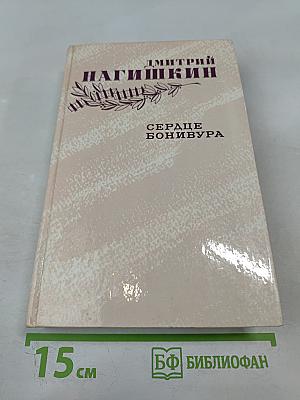 ДМИТРИЙ
НАГИШКИН
СЕРДЦЕ
БОНИВУРА
15 см
БФ БИБЛИОФАН